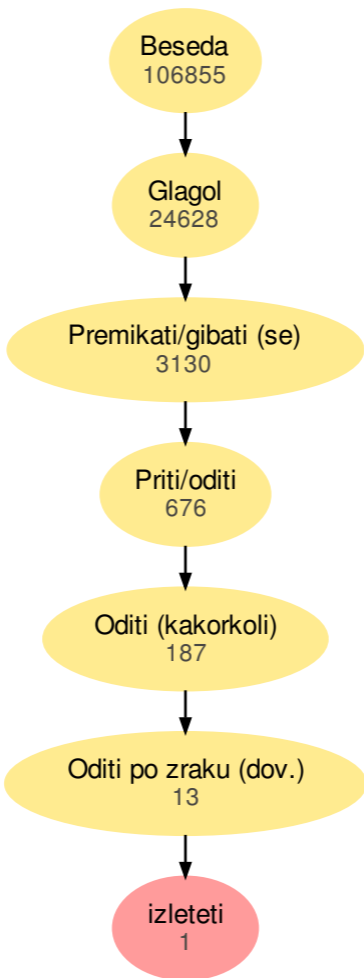 Beseda
106855
Glagol
24628
Premikati/gibati (se)
3130
Priti/oditi
676
Oditi (kakorkoli)
187
Oditi po zraku (dov.)
13
izleteti
1